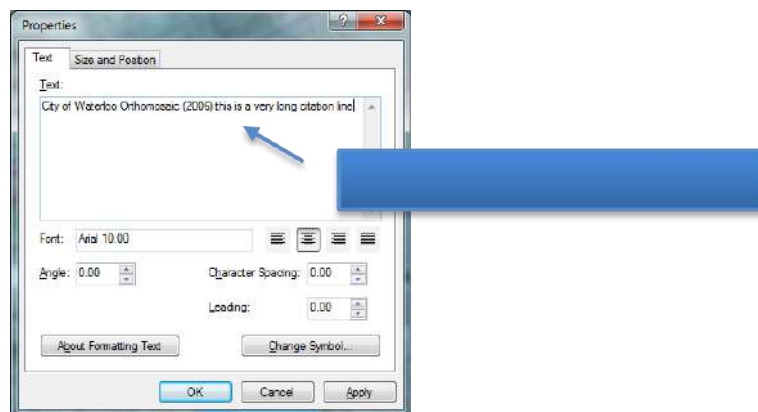 Properties
Text Size and Position
Text:
City of Waterloo Orthomosaic (2006) this is a very long citation line
Font: Arial 10.00
Angle: 0.00 Character Spacing: 0.00
Leading: 0.00
About Formatting Text Change Symbol...
OK Cancel Apply